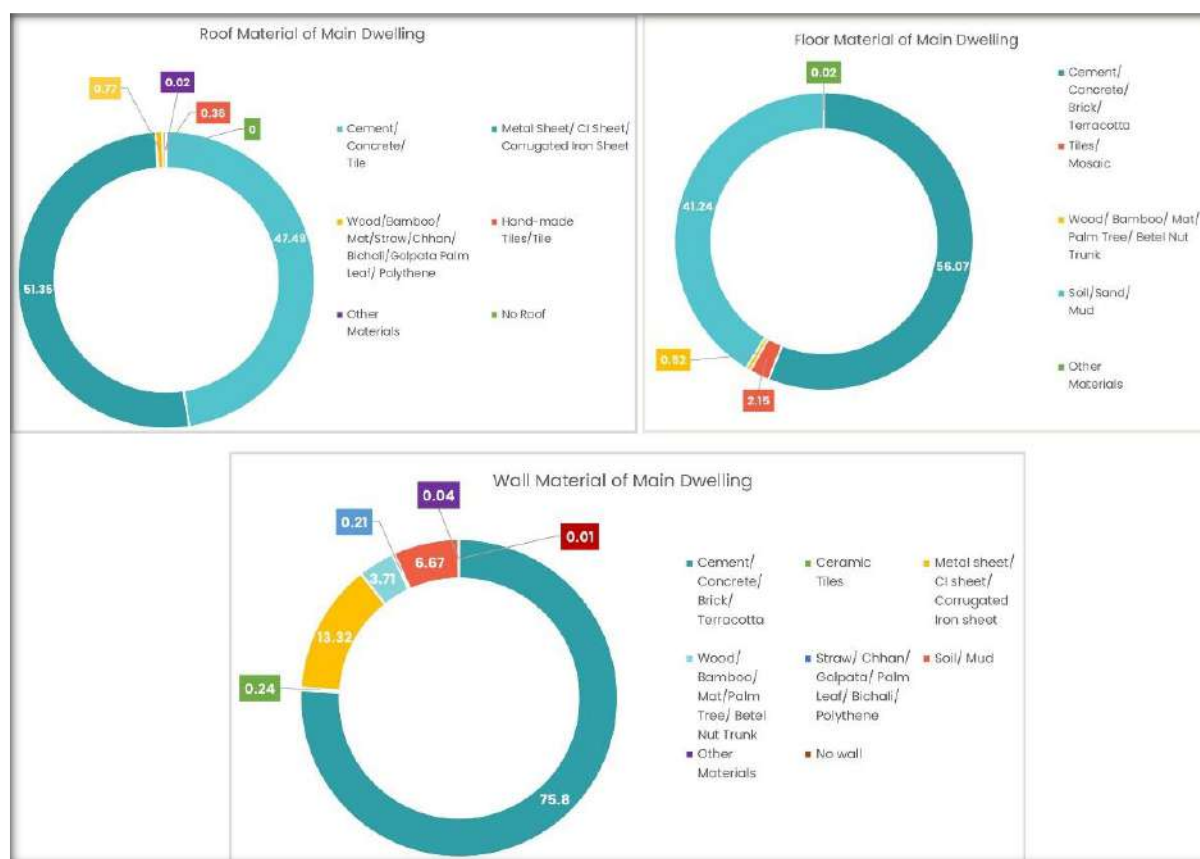 Roof Material of Main Dwelling
0.77
0.02
0.36
0
47.49
51.35
Cement/
Concrete/
Tile
Metal Sheet/ CI Sheet/
Corrugated Iron Sheet
Wood/Bamboo/
Mat/Straw/Chhan/
Bichali/Golpata Palm
Leaf/ Polythene
Hand-made
Tiles/Tile
Other
Materials
No Roof
Floor Material of Main Dwelling
0.02
41.24
56.07
0.52
2.15
Cement/
Concrete/
Brick/
Terracotta
Tiles/
Mosaic
Wood/ Bamboo/ Mat/
Palm Tree/ Betel Nut
Trunk
Soil/Sand/
Mud
Other
Materials
Wall Material of Main Dwelling
0.04
0.21
0.01
6.67
3.71
13.32
0.24
75.8
Cement/
Concrete/
Brick/
Terracotta
Ceramic
Tiles
Metal sheet/
CI sheet/
Corrugated
Iron sheet
Wood/
Bamboo/
Mat/Palm
Tree/ Betel
Nut Trunk
Straw/ Chhan/
Golpata/ Palm
Leaf/ Bichali/
Polythene
Soil/ Mud
Other
Materials
No wall